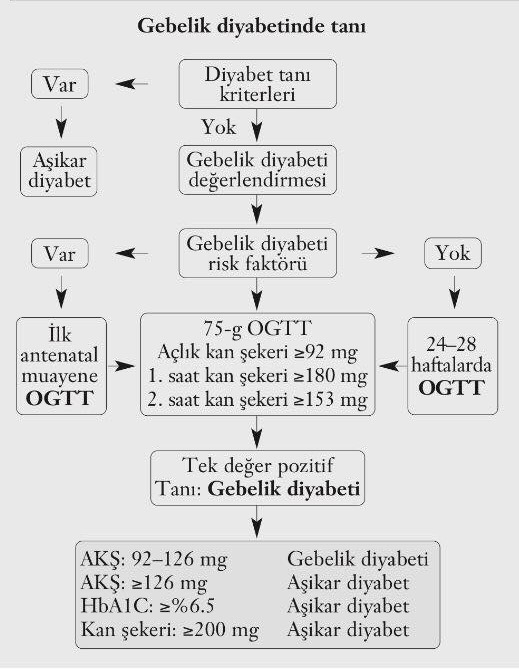 Gebelik diyabetinde tanı
Var
Diyabet tanı
kriterleri
Yok
Aşikar
diyabet
Gebelik diyabeti
değerlendirmesi
Var
Gebelik diyabeti
risk faktörü
Yok
İlk
antenatal
muayene
OGTT
75-g OGTT
Açlık kan şekeri ≥92 mg
1. saat kan şekeri ≥180 mg
2. saat kan şekeri ≥153 mg
24–28
haftalarda
OGTT
Tek değer pozitif
Tanı: Gebelik diyabeti
AKŞ: 92–126 mg Gebelik diyabeti
AKŞ: ≥126 mg Aşikar diyabet
HbA1C: ≥%6.5 Aşikar diyabet
Kan şekeri: ≥200 mg Aşikar diyabet